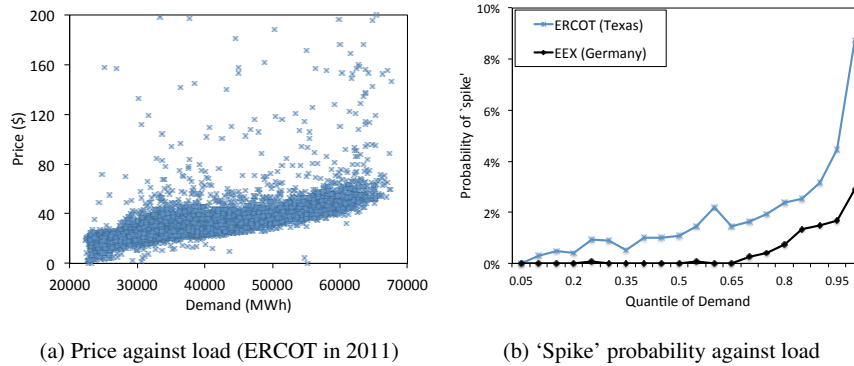 200
160
120
80
40
0
Price ($)
20000 30000 40000 50000 60000 70000
Demand (MWh)
(a) Price against load (ERCOT in 2011)
10%
8%
6%
4%
2%
0%
Probability of `spike'
ERCOT (Texas)
EEX (Germany)
0.05 0.2 0.35 0.5 0.65 0.8 0.95
Quantile of Demand
(b) ‘Spike’ probability against load